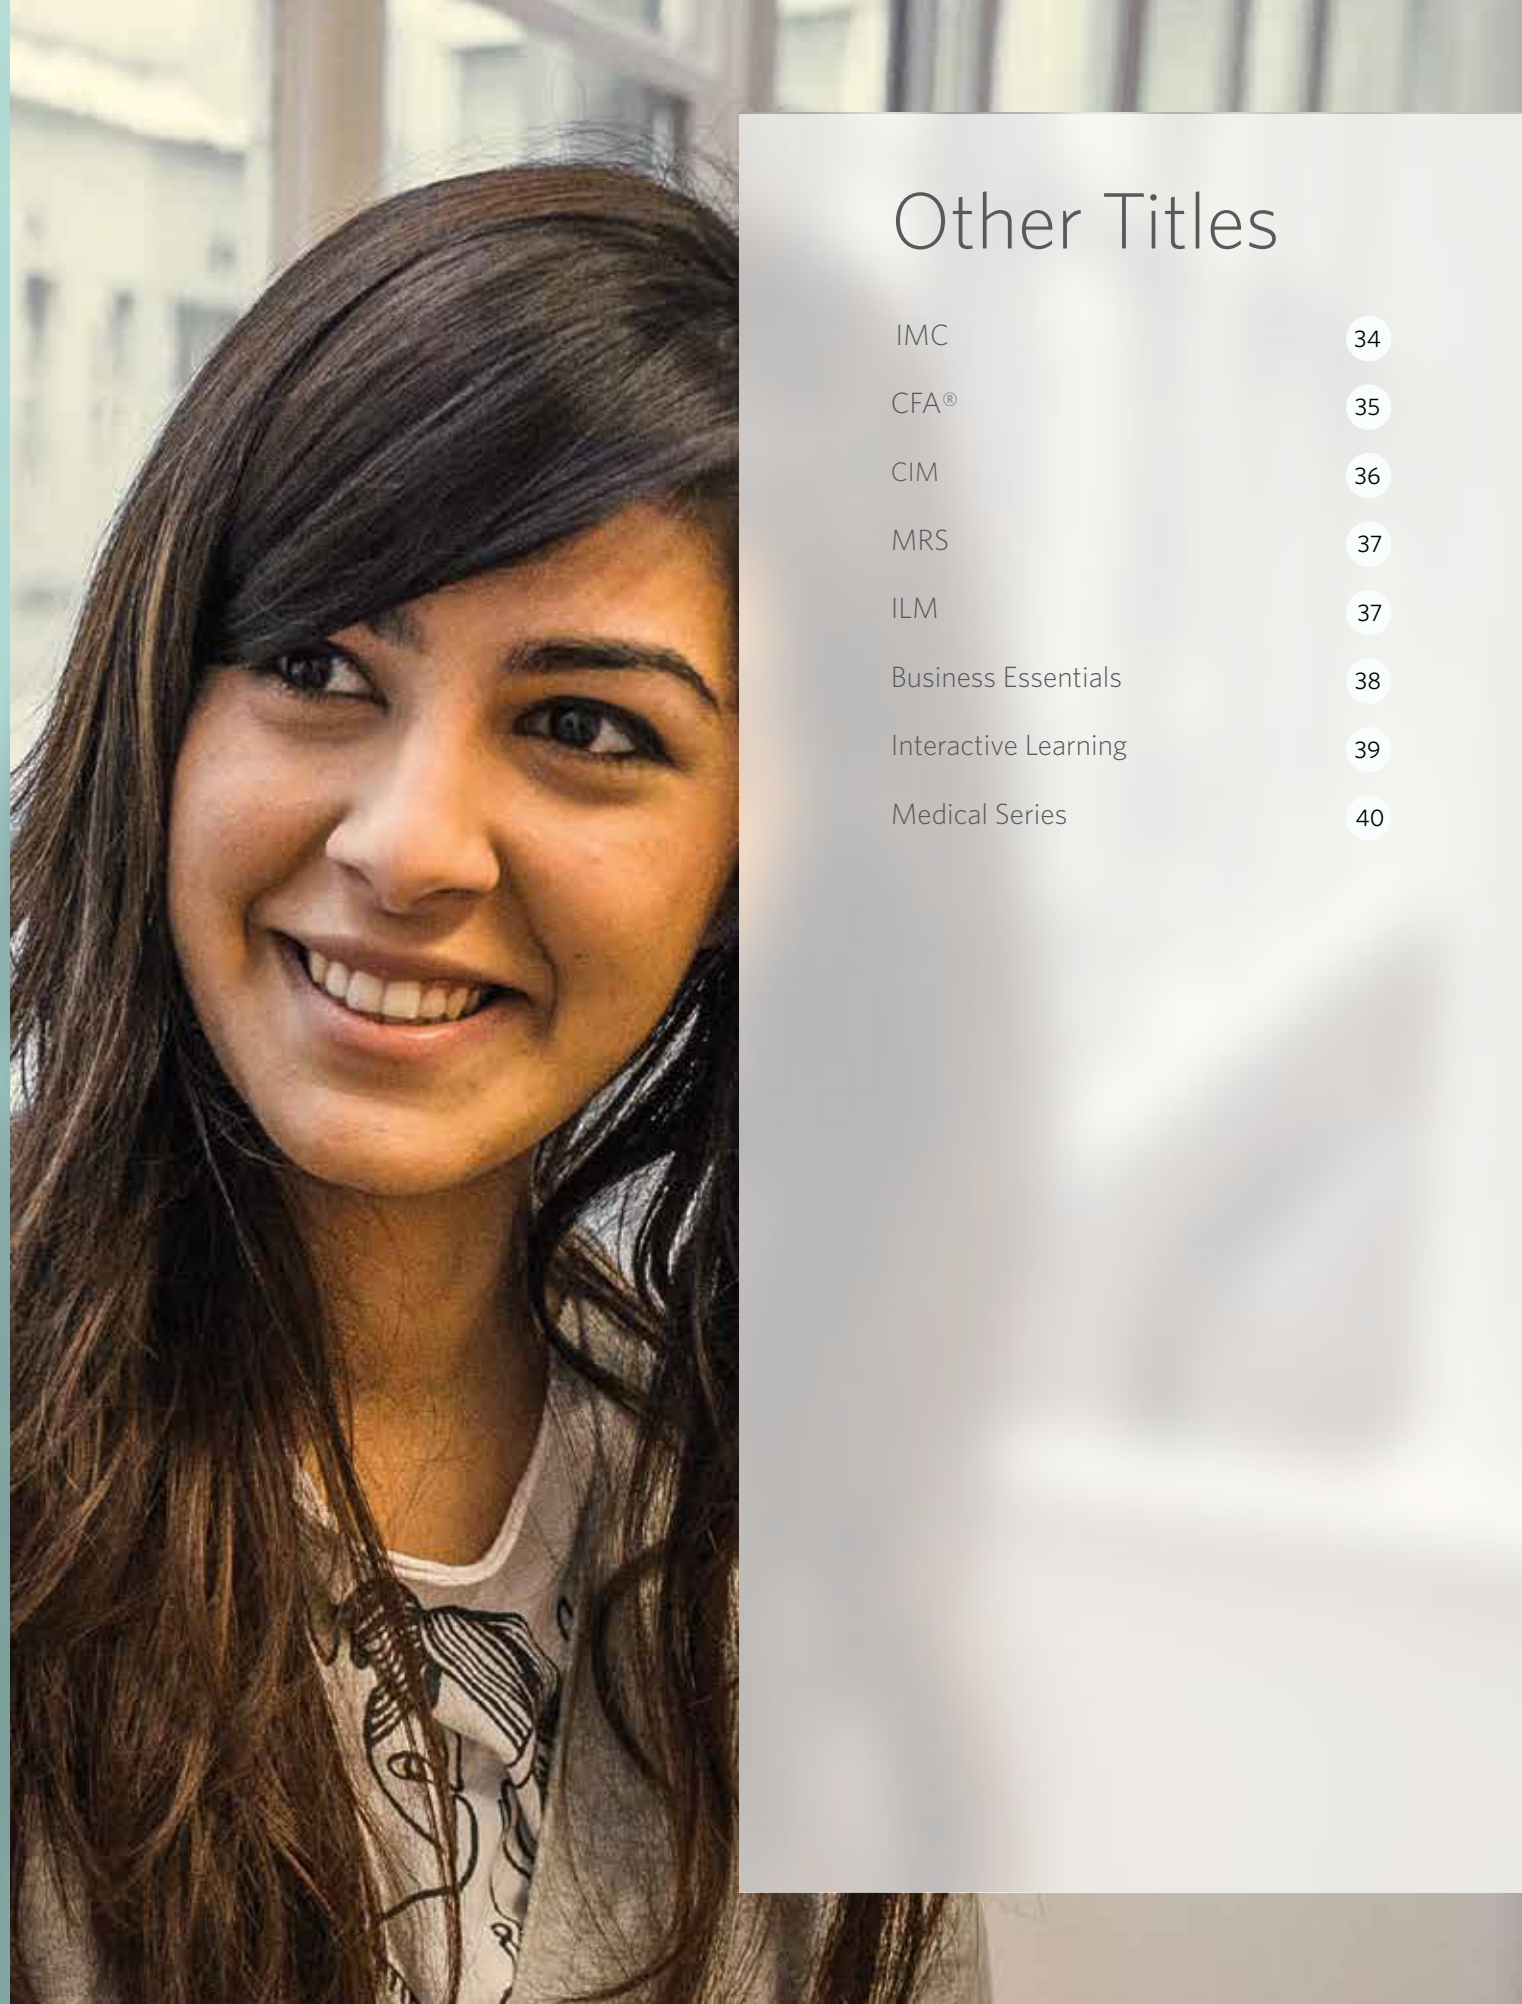 Other Titles
IMC 34
CFA® 35
CIM 36
MRS 37
ILM 37
Business Essentials 38
Interactive Learning 39
Medical Series 40